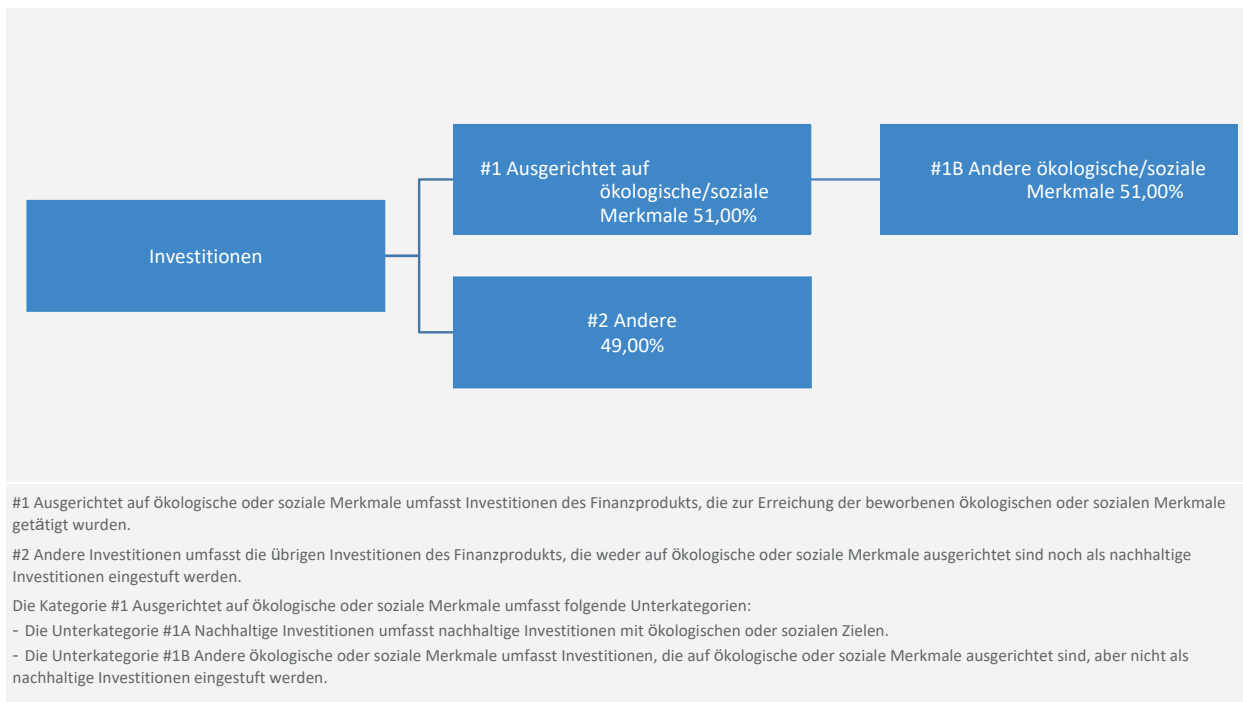 Investitionen
#1 Ausgerichtet auf
ökologische/soziale
Merkmale 51,00%
#1B Andere ökologische/soziale
Merkmale 51,00%
#2 Andere
49,00%
#1 Ausgerichtet auf ökologische oder soziale Merkmale umfasst Investitionen des Finanzprodukts, die zur Erreichung der beworbenen ökologischen oder sozialen Merkmale
getätigt wurden.
#2 Andere Investitionen umfasst die übrigen Investitionen des Finanzprodukts, die weder auf ökologische oder soziale Merkmale ausgerichtet sind noch als nachhaltige
Investitionen eingestuft werden.
Die Kategorie #1 Ausgerichtet auf ökologische oder soziale Merkmale umfasst folgende Unterkategorien:
- Die Unterkategorie #1A Nachhaltige Investitionen umfasst nachhaltige Investitionen mit ökologischen oder sozialen Zielen.
- Die Unterkategorie #1B Andere ökologische oder soziale Merkmale umfasst Investitionen, die auf ökologische oder soziale Merkmale ausgerichtet sind, aber nicht als
nachhaltige Investitionen eingestuft werden.